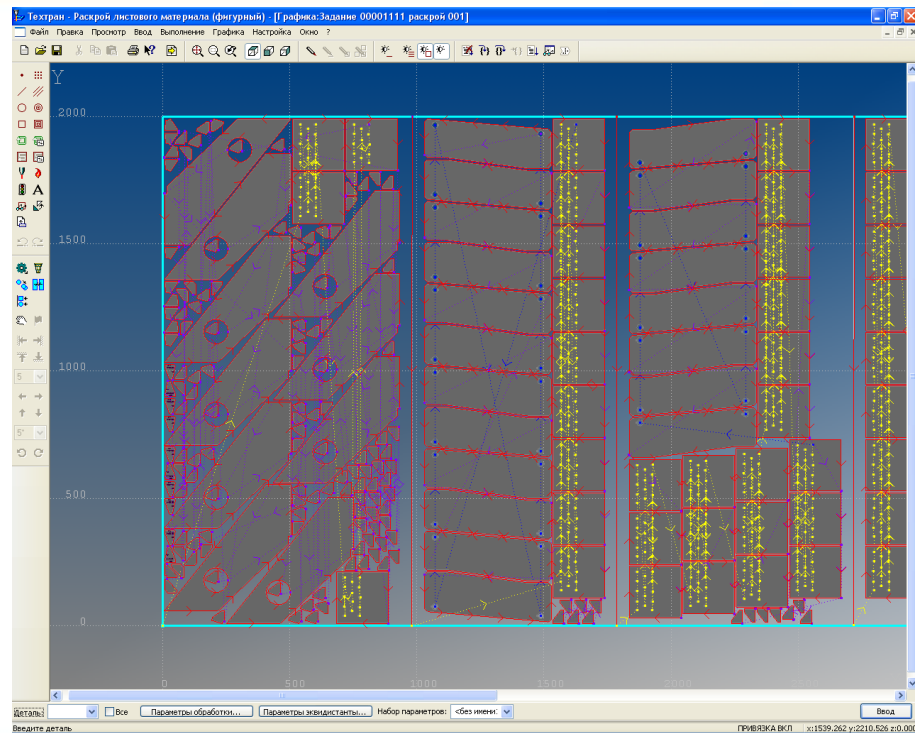 Техтран - Раскрой листового материала (фигурный) - [Графика:Задание 00001111 раскрой 001]
Файл Правка Просмотр Ввод Выполнение Графика Настройка Окно ?
A
Y
2000
1500
1000
5
500
5°
0
0 500 1000 1500 2000
Деталь: Все Параметры обработки... Параметры эквидистанты... Набор параметров: <без имени: Ввод
Введите деталь ПРИВЯЗКА ВКЛ x:1539.262 y:2210.526 z:0.000